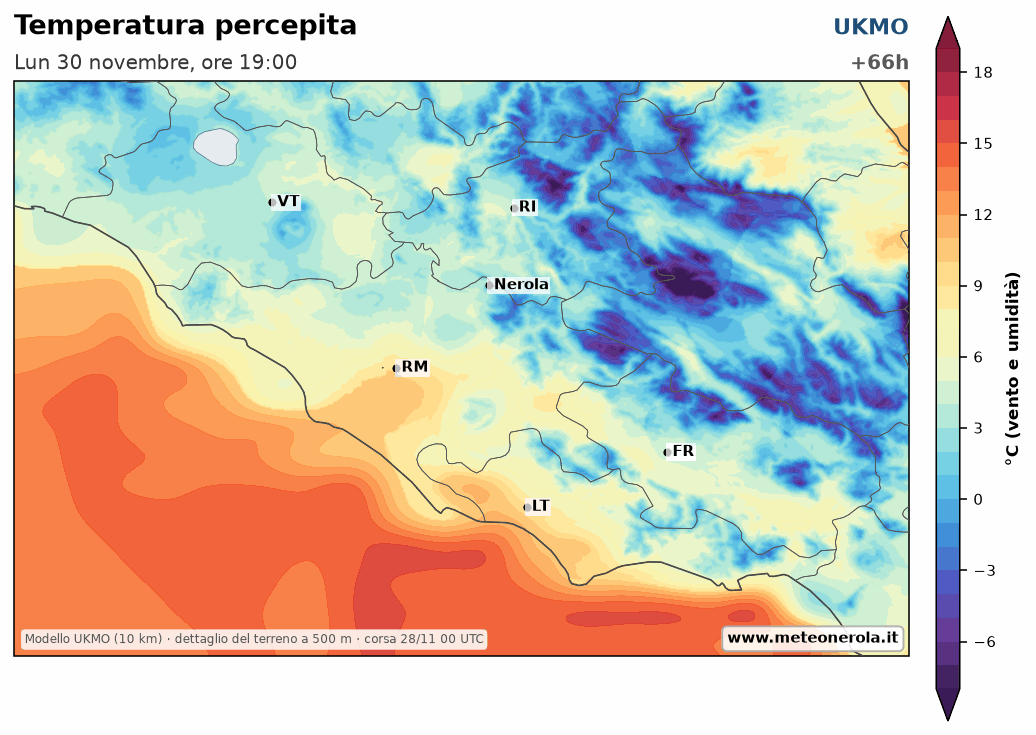 Temperatura percepita
UKMO
Lun 30 novembre, ore 19:00
+66h
18
15
12
9
6
3
0
−3
−6
°C (vento e umidità)
VT
RI
Nerola
RM
FR
LT
Modello UKMO (10 km) · dettaglio del terreno a 500 m · corsa 28/11 00 UTC
www.meteonerola.it